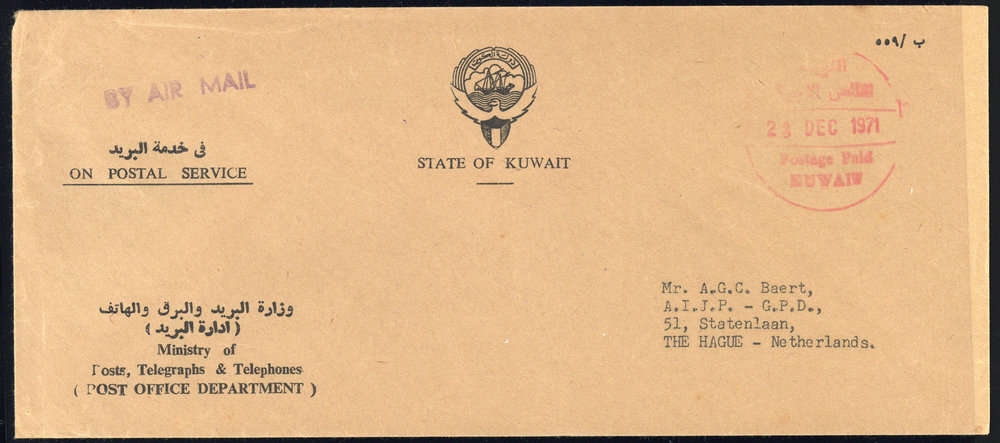 ب /٥٥٩
BY AIR MAIL
دولة الكويت
في خدمة البريد
ON POSTAL SERVICE
STATE OF KUWAIT
23 DEC 1971
Postage Paid
KUWAIT
وزارة البريد والبرق والهاتف
( ادارة البريد )
Ministry of
Posts, Telegraphs & Telephones
( POST OFFICE DEPARTMENT )
Mr. A.G.C. Baert,
A.I.J.P. - G.P.D.,
51, Statenlaan,
THE HAGUE - Netherlands.